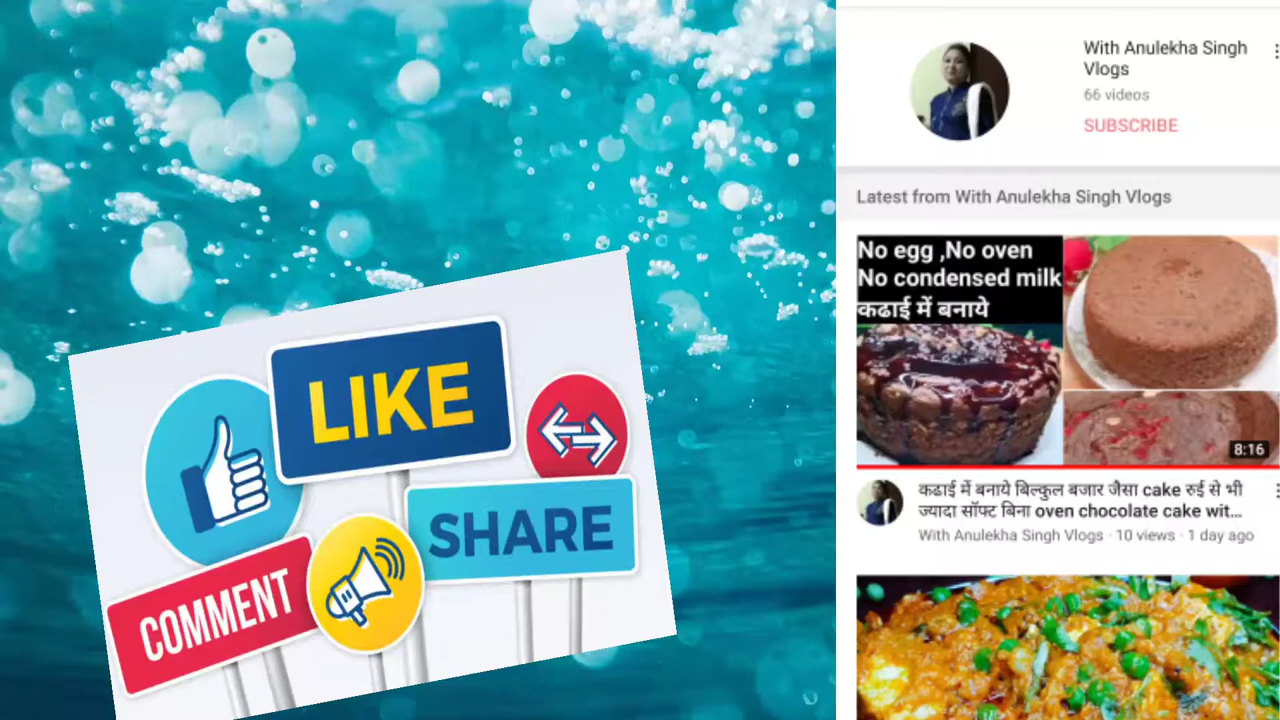 LIKE
SHARE
COMMENT
With Anulekha Singh
Vlogs
66 videos
SUBSCRIBE
Latest from With Anulekha Singh Vlogs
No egg ,No oven
No condensed milk
कढाई में बनाये
8:16
कढाई में बनाये बिल्कुल बजार जैसा cake रुई से भी
ज्यादा सॉफ्ट बिना oven chocolate cake wit...
With Anulekha Singh Vlogs · 10 views · 1 day ago